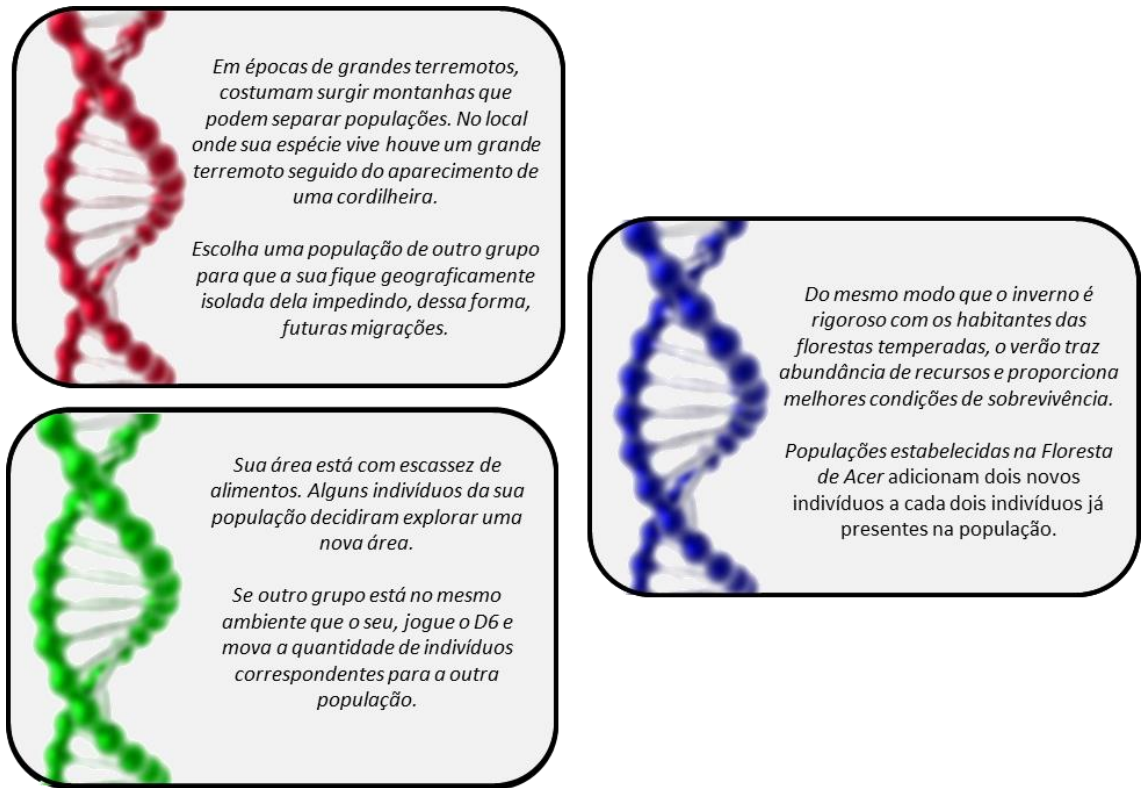 Em épocas de grandes terremotos,
costumam surgir montanhas que
podem separar populações. No local
onde sua espécie vive houve um grande
terremoto seguido do aparecimento de
uma cordilheira.
Escolha uma população de outro grupo
para que a sua fique geograficamente
isolada dela impedindo, dessa forma,
futuras migrações.
Sua área está com escassez de
alimentos. Alguns indivíduos da sua
população decidiram explorar uma
nova área.
Se outro grupo está no mesmo
ambiente que o seu, jogue o D6 e
mova a quantidade de indivíduos
correspondentes para a outra
população.
Do mesmo modo que o inverno é
rigoroso com os habitantes das
florestas temperadas, o verão traz
abundância de recursos e proporciona
melhores condições de sobrevivência.
Populações estabelecidas na Floresta
de Acer adicionam dois novos
indivíduos a cada dois indivíduos já
presentes na população.